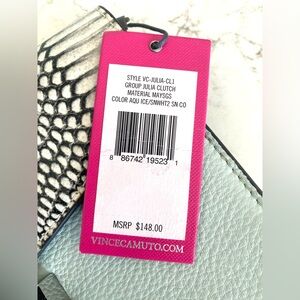 STYLE VC-JULIA-CL1
GROUP JULIA CLUTCH
MATERIAL MAYSGS
COLOR AQU ICE/SNWHT2 SN CO
8 86742 19523 1
MSRP $148.00
VINCECAMUTO.COM